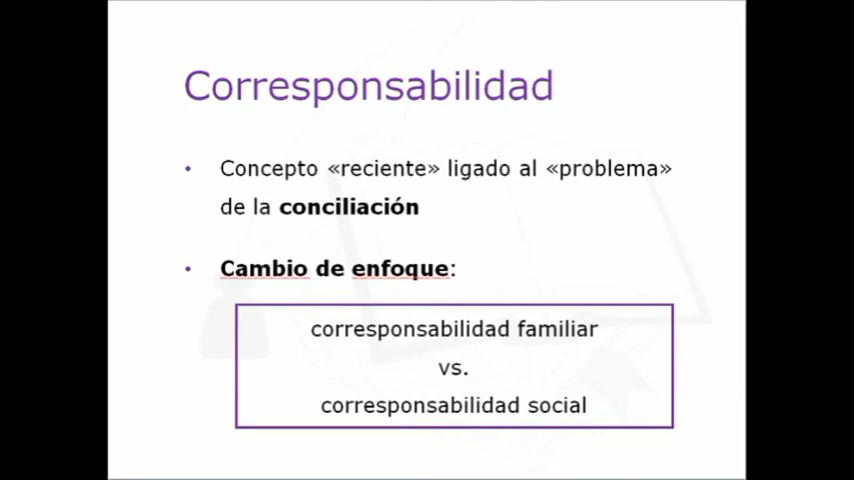 Corresponsabilidad
• Concepto «reciente» ligado al «problema»
de la conciliación
• Cambio de enfoque:
corresponsabilidad familiar
vs.
corresponsabilidad social